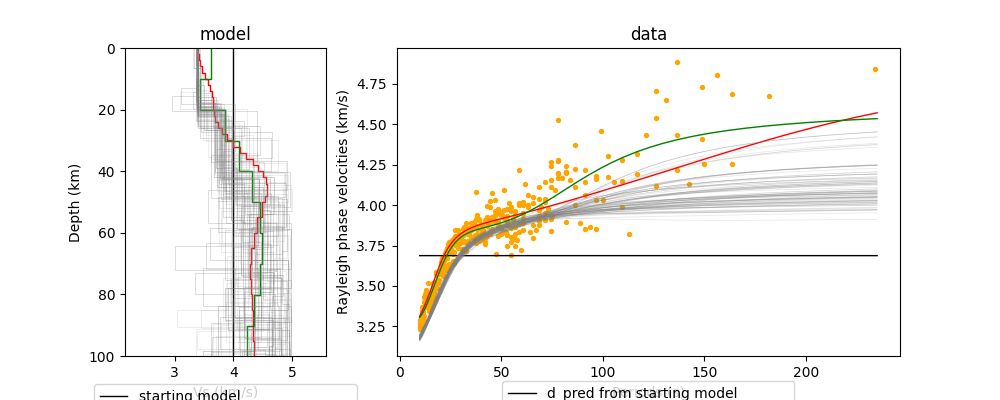 model
0
20
40
60
80
100
Depth (km)
3 4 5
Vs (km/s)
starting model
data
4.75
4.50
4.25
4.00
3.75
3.50
3.25
Rayleigh phase velocities (km/s)
0 50 100 150 200
d_pred from starting model